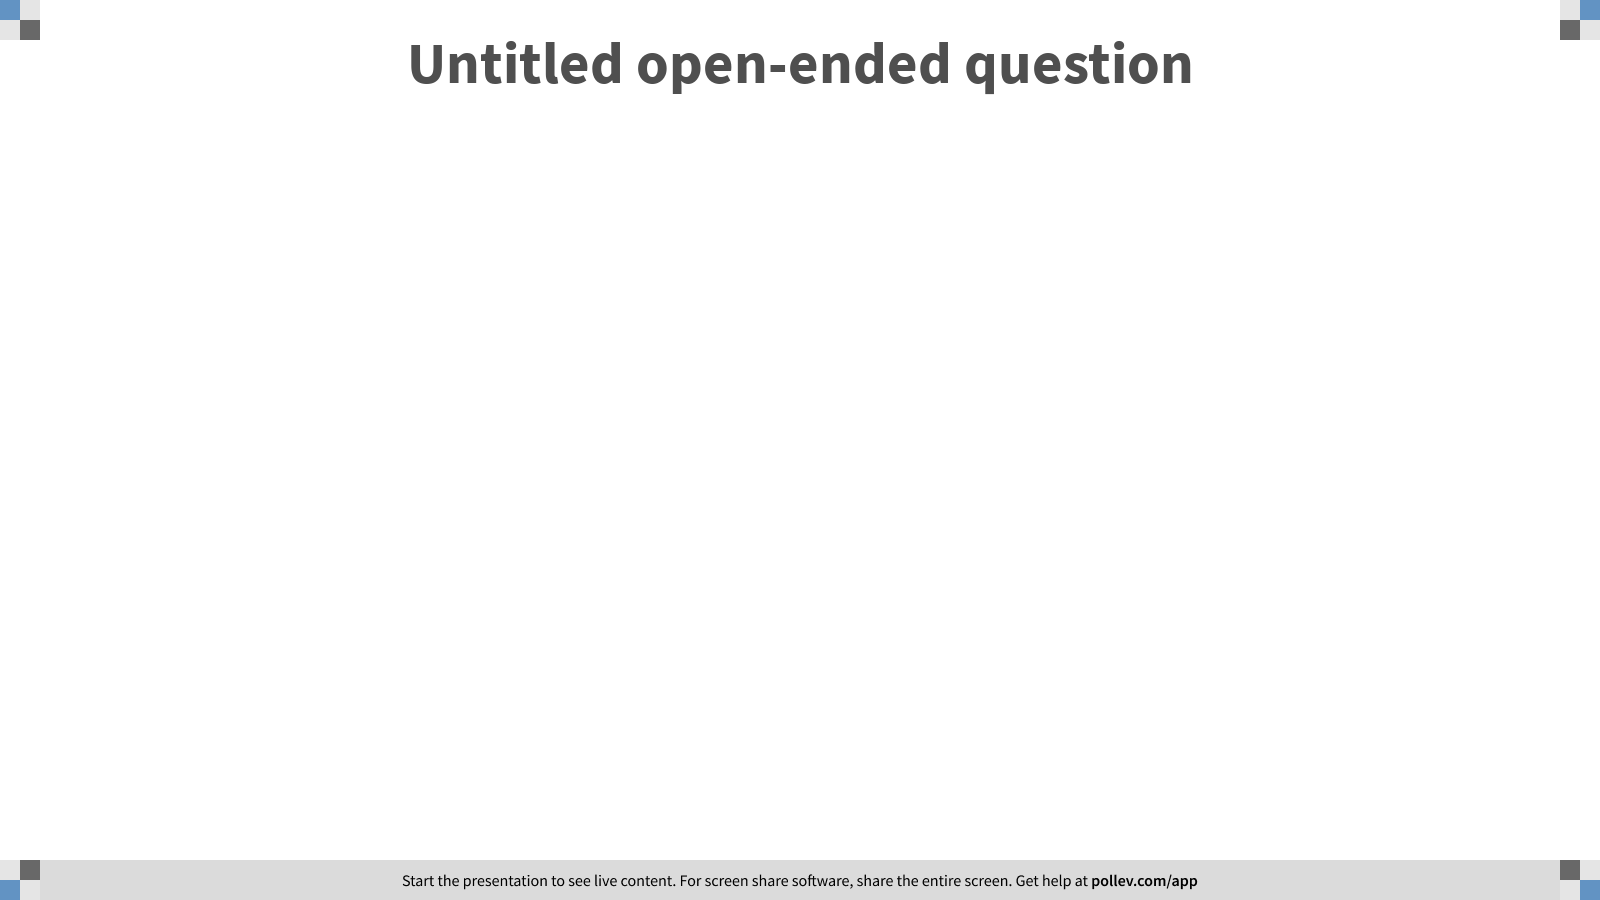 Untitled open-ended question
Start the presentation to see live content. For screen share software, share the entire screen. Get help at pollev.com/app